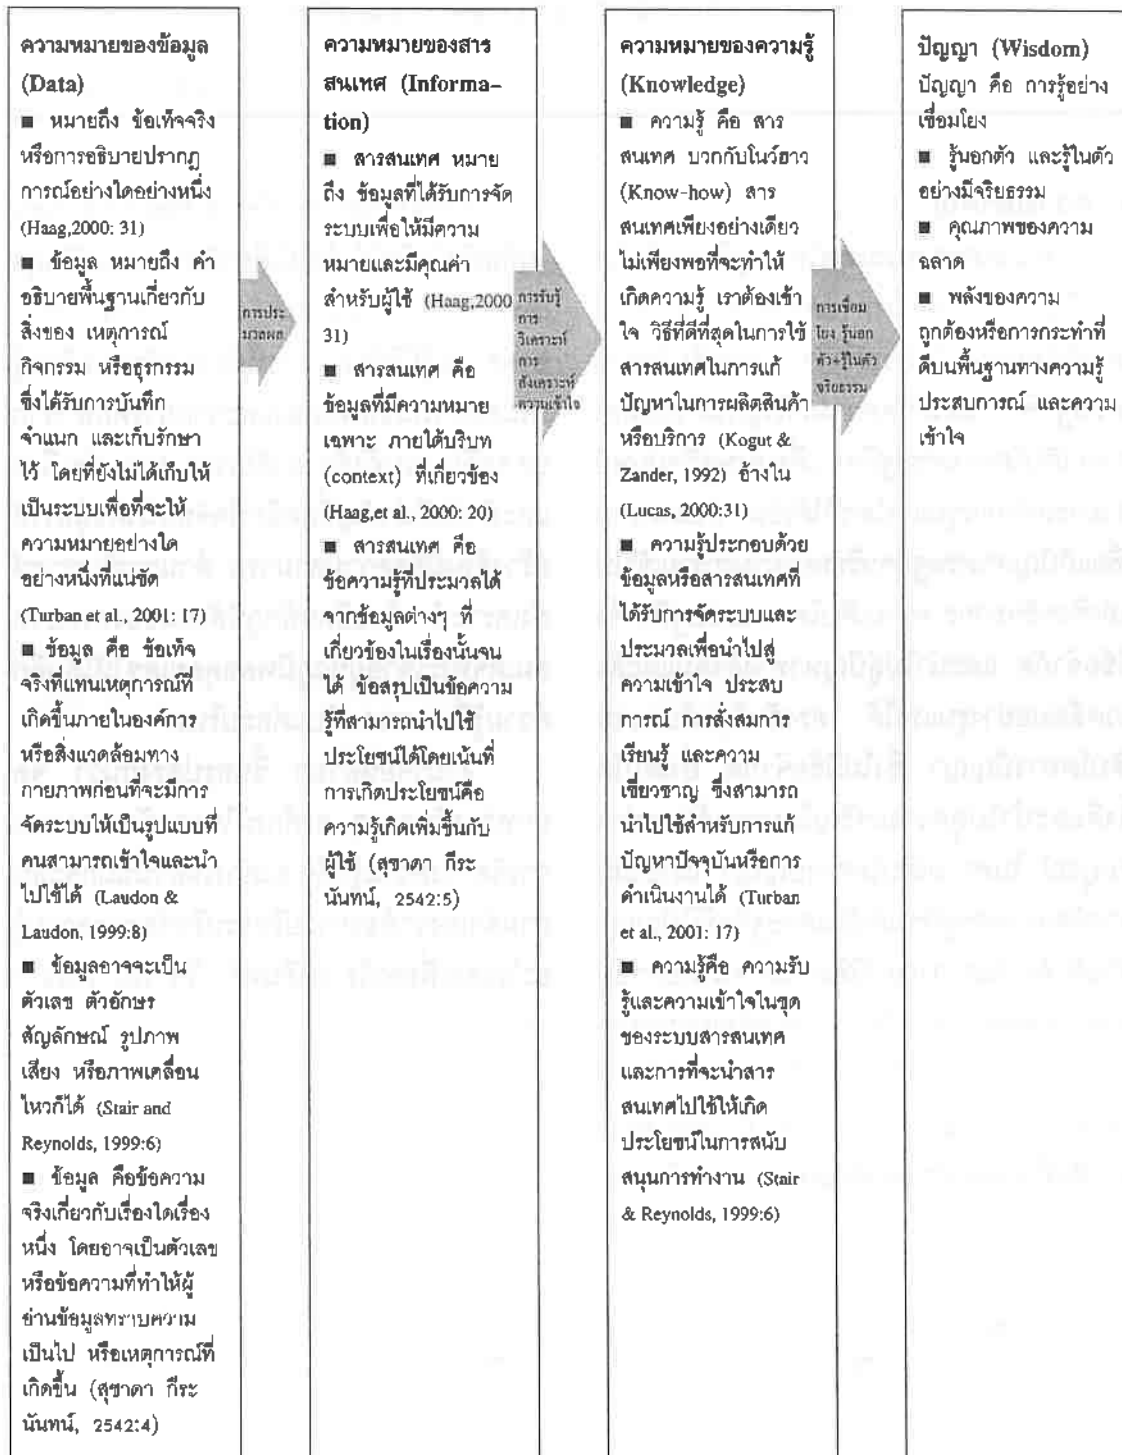 ความหมายของข้อมูล
(Data)
■ หมายถึง ข้อเท็จจริง
หรือการอธิบายปรากฏ
การณ์อย่างใดอย่างหนึ่ง
(Haag,2000: 31)
■ ข้อมูล หมายถึง คำ
อธิบายพื้นฐานเกี่ยวกับ
สิ่งของ เหตุการณ์
กิจกรรม หรือธุรกรรม
ซึ่งได้รับการบันทึก
จำแนก และเก็บรักษา
ไว้ โดยที่ยังไม่ได้เก็บให้
เป็นระบบเพื่อที่จะให้
ความหมายอย่างใด
อย่างหนึ่งที่แน่ชัด
(Turban et al., 2001: 17)
■ ข้อมูล คือ ข้อเท็จ
จริงที่แทนเหตุการณ์ที่
เกิดขึ้นภายในองค์การ
หรือสิ่งแวดล้อมทาง
กายภาพก่อนที่จะมีการ
จัดระบบให้เป็นรูปแบบที่
คนสามารถเข้าใจและนำ
ไปใช้ได้ (Laudon &
Laudon, 1999:8)
■ ข้อมูลอาจจะเป็น
ตัวเลข ตัวอักษร
สัญลักษณ์ รูปภาพ
เสียง หรือภาพเคลื่อน
ไหวก็ได้ (Stair and
Reynolds, 1999:6)
■ ข้อมูล คือข้อความ
จริงเกี่ยวกับเรื่องใดเรื่อง
หนึ่ง โดยอาจเป็นตัวเลข
หรือข้อความที่ทำให้ผู้
อ่านข้อมูลทราบความ
เป็นไป หรือเหตุการณ์ที่
เกิดขึ้น (สุชาดา กีระ
นันทน์, 2542:4)
การประ
มวลผล
ความหมายของสาร
สนเทศ (Informa-
tion)
■ สารสนเทศ หมาย
ถึง ข้อมูลที่ได้รับการจัด
ระบบเพื่อให้มีความ
หมายและมีคุณค่า
สำหรับผู้ใช้ (Haag,2000
31)
■ สารสนเทศ คือ
ข้อมูลที่มีความหมาย
เฉพาะ ภายใต้บริบท
(context) ที่เกี่ยวข้อง
(Haag,et al., 2000: 20)
■ สารสนเทศ คือ
ข้อความรู้ที่ประมวลได้
จากข้อมูลต่างๆ ที่
เกี่ยวข้องในเรื่องนั้นจน
ได้ ข้อสรุปเป็นข้อความ
รู้ที่สามารถนำไปใช้
ประโยชน์ได้โดยเน้นที่
การเกิดประโยชน์คือ
ความรู้เกิดเพิ่มขึ้นกับ
ผู้ใช้ (สุชาดา กีระ
นันทน์, 2542:5)
การรับรู้
การ
วิเคราะห์
การ
สังเคราะห์
ความเข้าใจ
ความหมายของความรู้
(Knowledge)
■ ความรู้ คือ สาร
สนเทศ บวกกับโนว์ฮาว
(Know-how) สาร
สนเทศเพียงอย่างเดียว
ไม่เพียงพอที่จะทำให้
เกิดความรู้ เราต้องเข้า
ใจ วิธีที่ดีที่สุดในการใช้
สารสนเทศในการแก้
ปัญหาในการผลิตสินค้า
หรือบริการ (Kogut &
Zander, 1992) อ้างใน
(Lucas, 2000:31)
■ ความรู้ประกอบด้วย
ข้อมูลหรือสารสนเทศที่
ได้รับการจัดระบบและ
ประมวลเพื่อนำไปสู่
ความเข้าใจ ประสบ
การณ์ การสั่งสมการ
เรียนรู้ และความ
เชี่ยวชาญ ซึ่งสามารถ
นำไปใช้สำหรับการแก้
ปัญหาปัจจุบันหรือการ
ดำเนินงานได้ (Turban
et al., 2001: 17)
■ ความรู้คือ ความรับ
รู้และความเข้าใจในชุด
ของระบบสารสนเทศ
และการที่จะนำสาร
สนเทศไปใช้ให้เกิด
ประโยชน์ในการสนับ
สนุนการทำงาน (Stair
& Reynolds, 1999:6)
การเชื่อม
โยง รู้นอก
ตัว+รู้ในตัว
จริยธรรม
ปัญญา (Wisdom)
ปัญญา คือ การรู้อย่าง
เชื่อมโยง
■ รู้นอกตัว และรู้ในตัว
อย่างมีจริยธรรม
■ คุณภาพของความ
ฉลาด
■ พลังของความ
ถูกต้องหรือการกระทำที่
ดีบนพื้นฐานทางความรู้
ประสบการณ์ และความ
เข้าใจ